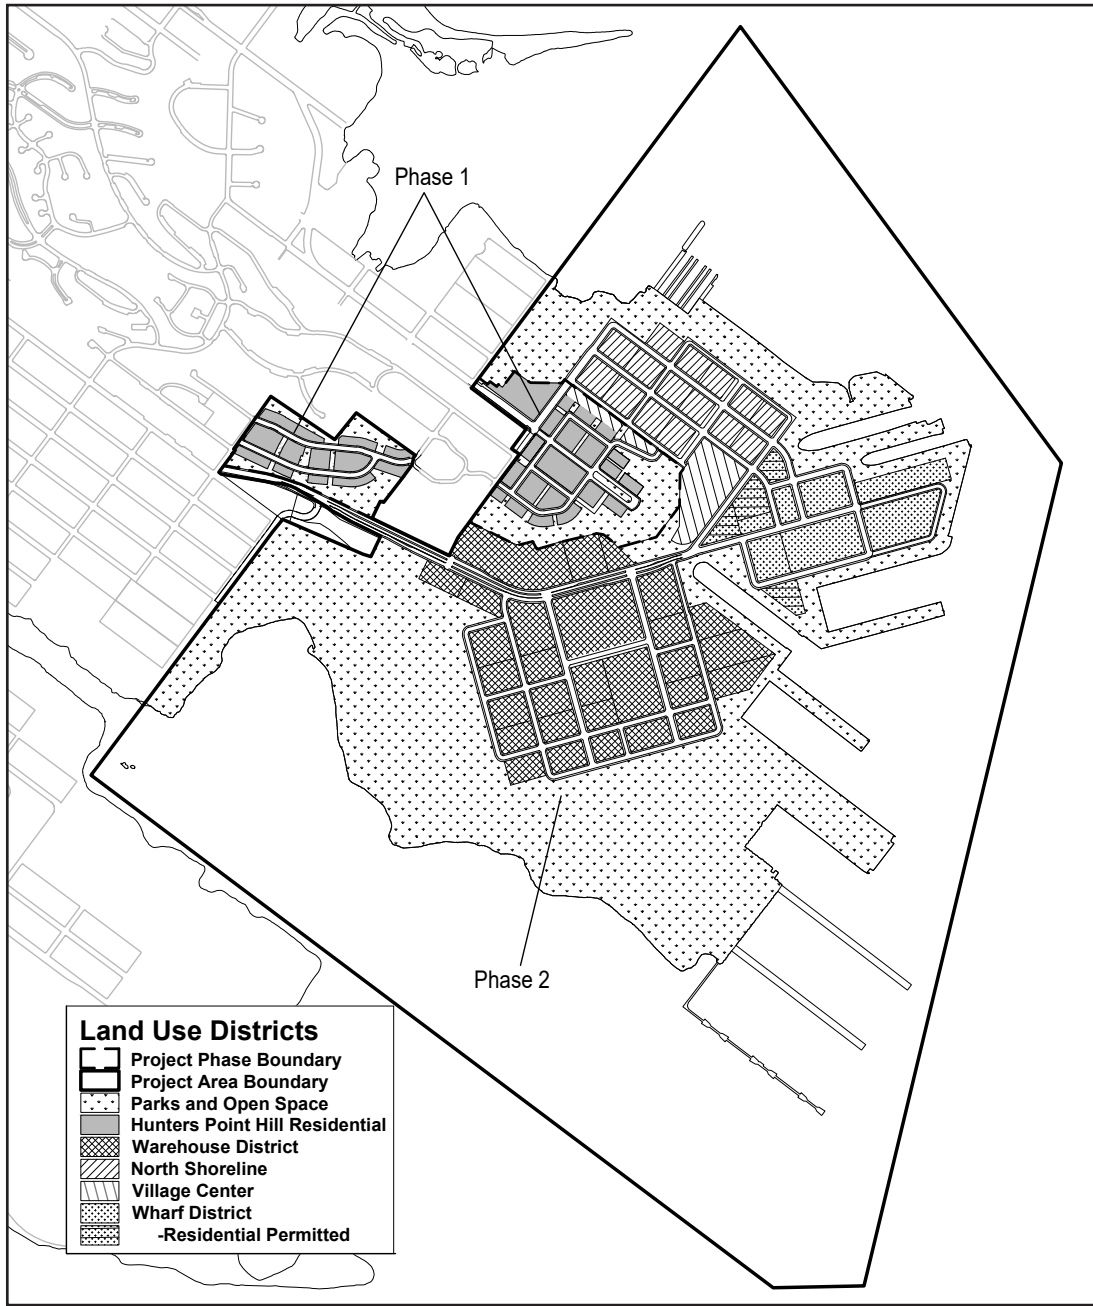 Phase 1
Phase 2
Land Use Districts
Project Phase Boundary
Project Area Boundary
Parks and Open Space
Hunters Point Hill Residential
Warehouse District
North Shoreline
Village Center
Wharf District
-Residential Permitted